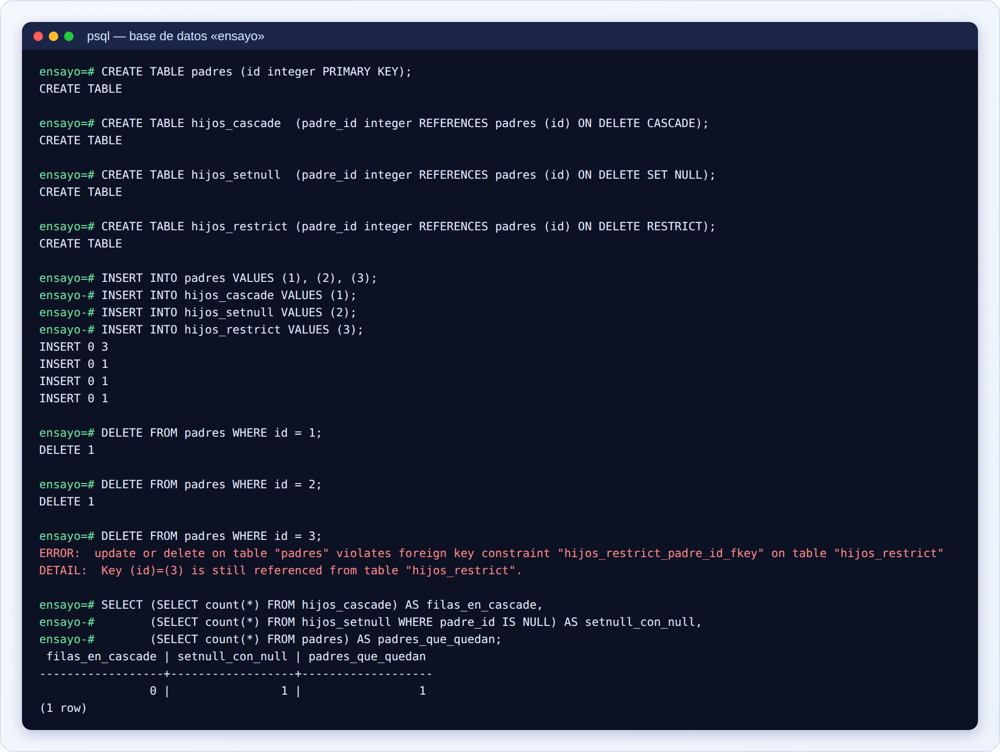 psql — base de datos «ensayo»
ensayo=# CREATE TABLE padres (id integer PRIMARY KEY);
CREATE TABLE
ensayo=# CREATE TABLE hijos_cascade  (padre_id integer REFERENCES padres (id) ON DELETE CASCADE);
CREATE TABLE
ensayo=# CREATE TABLE hijos_setnull  (padre_id integer REFERENCES padres (id) ON DELETE SET NULL);
CREATE TABLE
ensayo=# CREATE TABLE hijos_restrict (padre_id integer REFERENCES padres (id) ON DELETE RESTRICT);
CREATE TABLE
ensayo=# INSERT INTO padres VALUES (1), (2), (3);
ensayo-# INSERT INTO hijos_cascade VALUES (1);
ensayo-# INSERT INTO hijos_setnull VALUES (2);
ensayo-# INSERT INTO hijos_restrict VALUES (3);
INSERT 0 3
INSERT 0 1
INSERT 0 1
INSERT 0 1
ensayo=# DELETE FROM padres WHERE id = 1;
DELETE 1
ensayo=# DELETE FROM padres WHERE id = 2;
DELETE 1
ensayo=# DELETE FROM padres WHERE id = 3;
ERROR:  update or delete on table "padres" violates foreign key constraint "hijos_restrict_padre_id_fkey" on table "hijos_restrict"
DETAIL:  Key (id)=(3) is still referenced from table "hijos_restrict".
ensayo=# SELECT (SELECT count(*) FROM hijos_cascade) AS filas_en_cascade,
ensayo-#        (SELECT count(*) FROM hijos_setnull WHERE padre_id IS NULL) AS setnull_con_null,
ensayo-#        (SELECT count(*) FROM padres) AS padres_que_quedan;
 filas_en_cascade | setnull_con_null | padres_que_quedan
------------------+------------------+-------------------
                0 |                1 |                 1
(1 row)